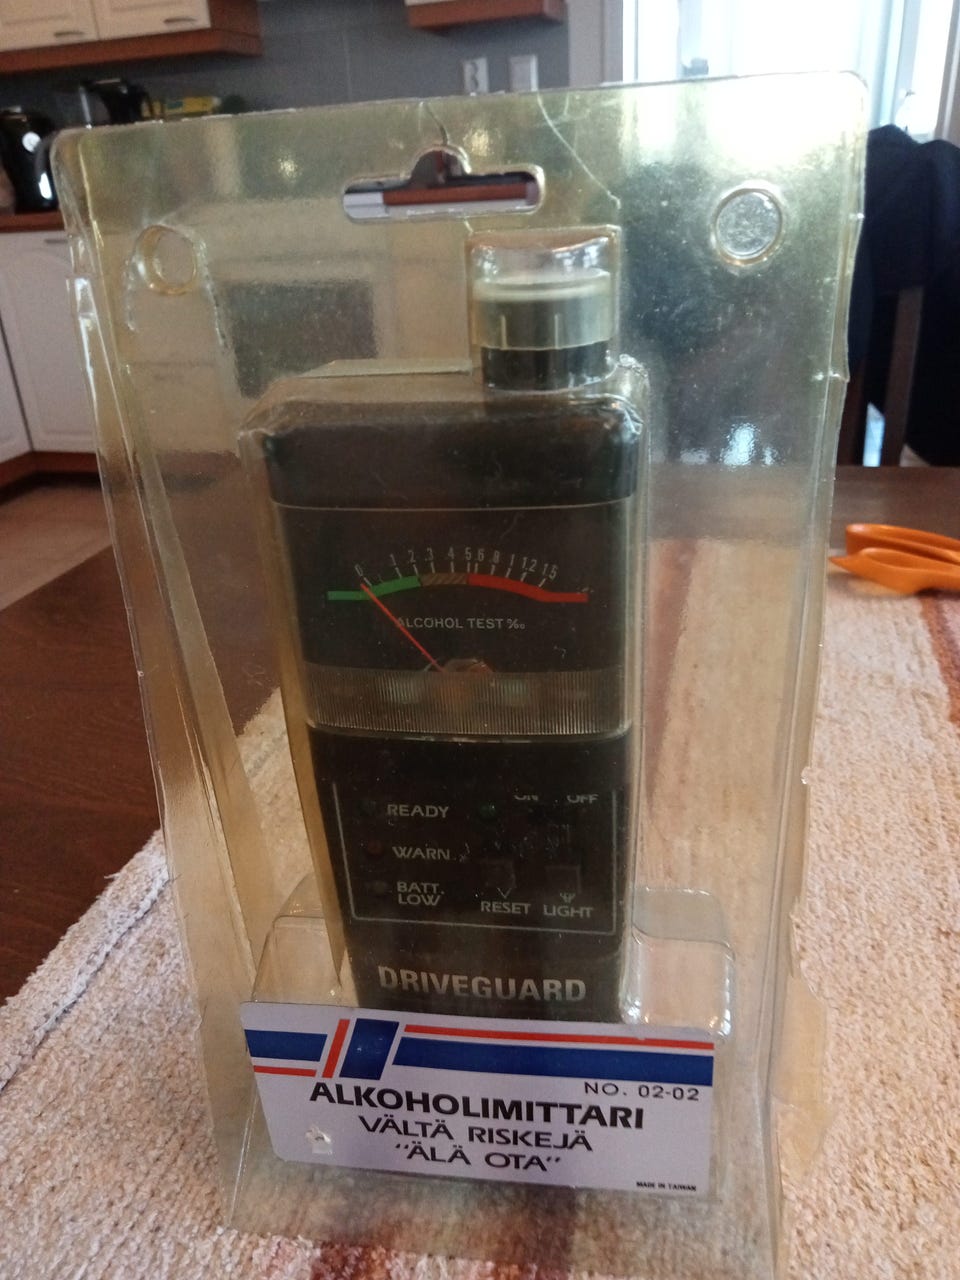 0 1 2 3 4 5 6 8 1 12 15
ALCOHOL TEST ‰
ON OFF
READY
WARN
BATT.
LOW
RESET LIGHT
DRIVEGUARD
NO. 02-02
ALKOHOLIMITTARI
VÄLTÄ RISKEJÄ
“ÄLÄ OTA”
MADE IN TAIWAN